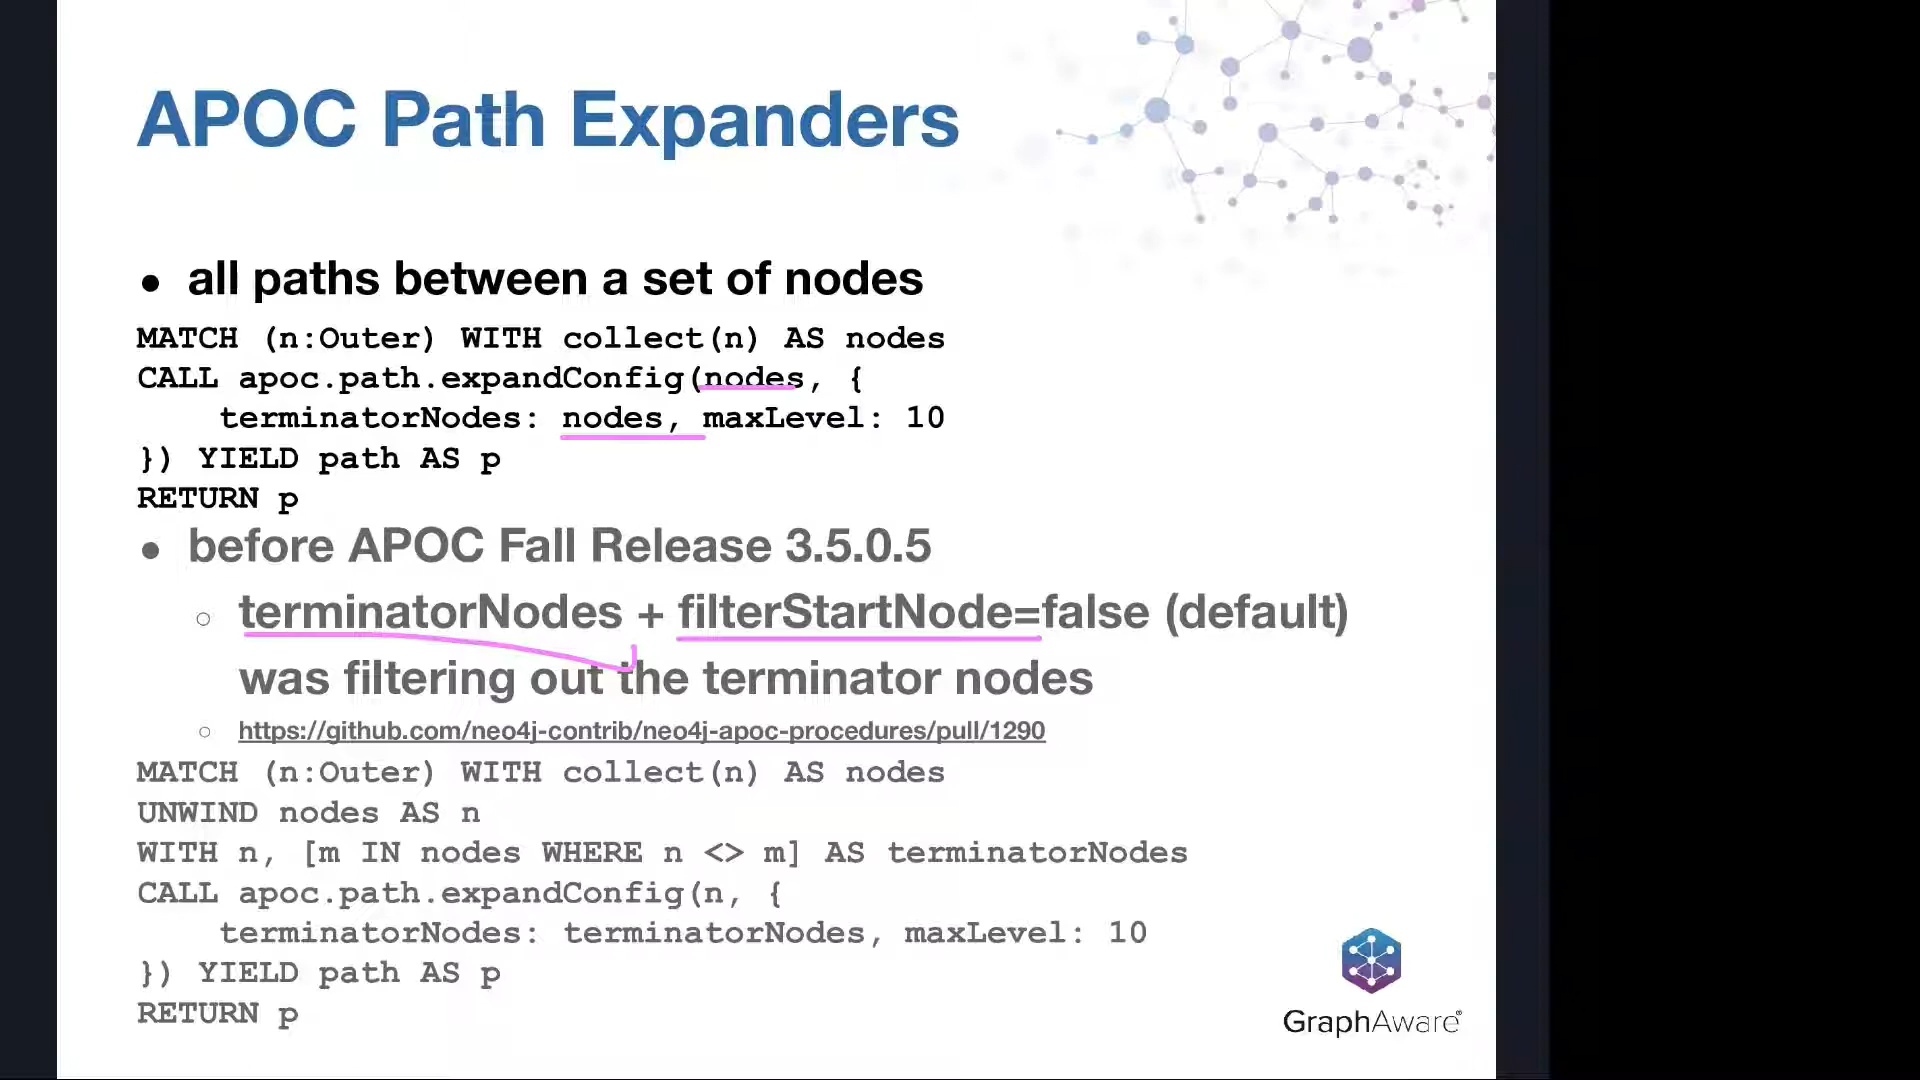 APOC Path Expanders
● all paths between a set of nodes
MATCH (n:Outer) WITH collect(n) AS nodes
CALL apoc.path.expandConfig(nodes, {
    terminatorNodes: nodes, maxLevel: 10
}) YIELD path AS p
RETURN p
● before APOC Fall Release 3.5.0.5
○ terminatorNodes + filterStartNode=false (default)
was filtering out the terminator nodes
○ https://github.com/neo4j-contrib/neo4j-apoc-procedures/pull/1290
MATCH (n:Outer) WITH collect(n) AS nodes
UNWIND nodes AS n
WITH n, [m IN nodes WHERE n <> m] AS terminatorNodes
CALL apoc.path.expandConfig(n, {
    terminatorNodes: terminatorNodes, maxLevel: 10
}) YIELD path AS p
RETURN p
GraphAware®